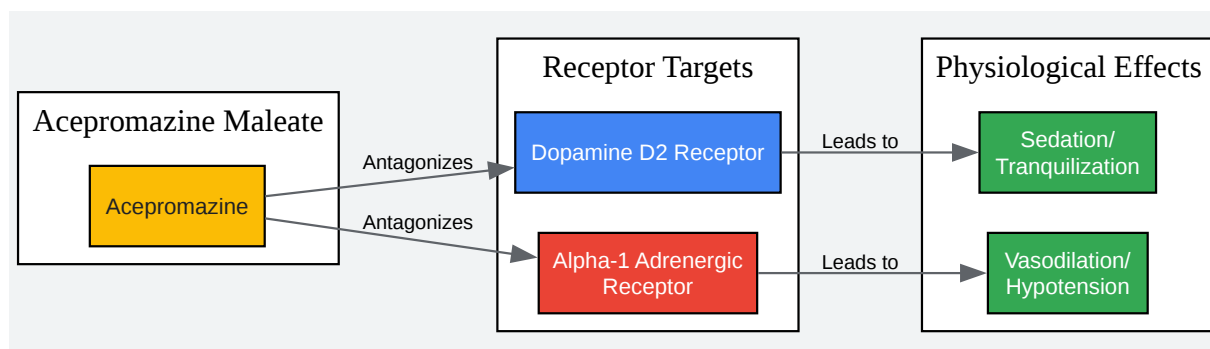 Acepromazine Maleate
Acepromazine
Antagonizes
Antagonizes
Receptor Targets
Dopamine D2 Receptor
Alpha-1 Adrenergic
Receptor
Leads to
Leads to
Physiological Effects
Sedation/
Tranquilization
Vasodilation/
Hypotension